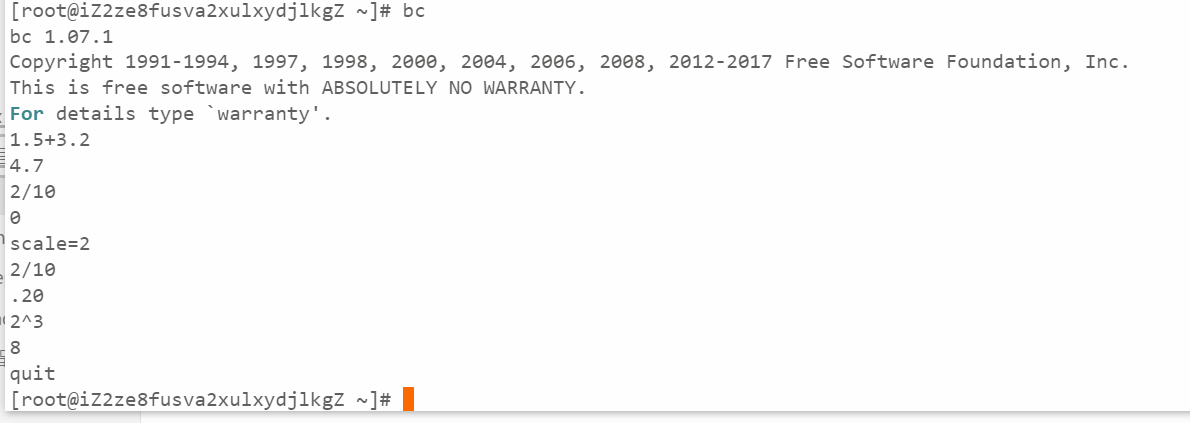 [root@iZ2ze8fusva2xulxydjlkgZ ~]# bc
bc 1.07.1
Copyright 1991-1994, 1997, 1998, 2000, 2004, 2006, 2008, 2012-2017 Free Software Foundation, Inc.
This is free software with ABSOLUTELY NO WARRANTY.
For details type `warranty'.
1.5+3.2
4.7
2/10
0
scale=2
2/10
.20
2^3
8
quit
[root@iZ2ze8fusva2xulxydjlkgZ ~]#